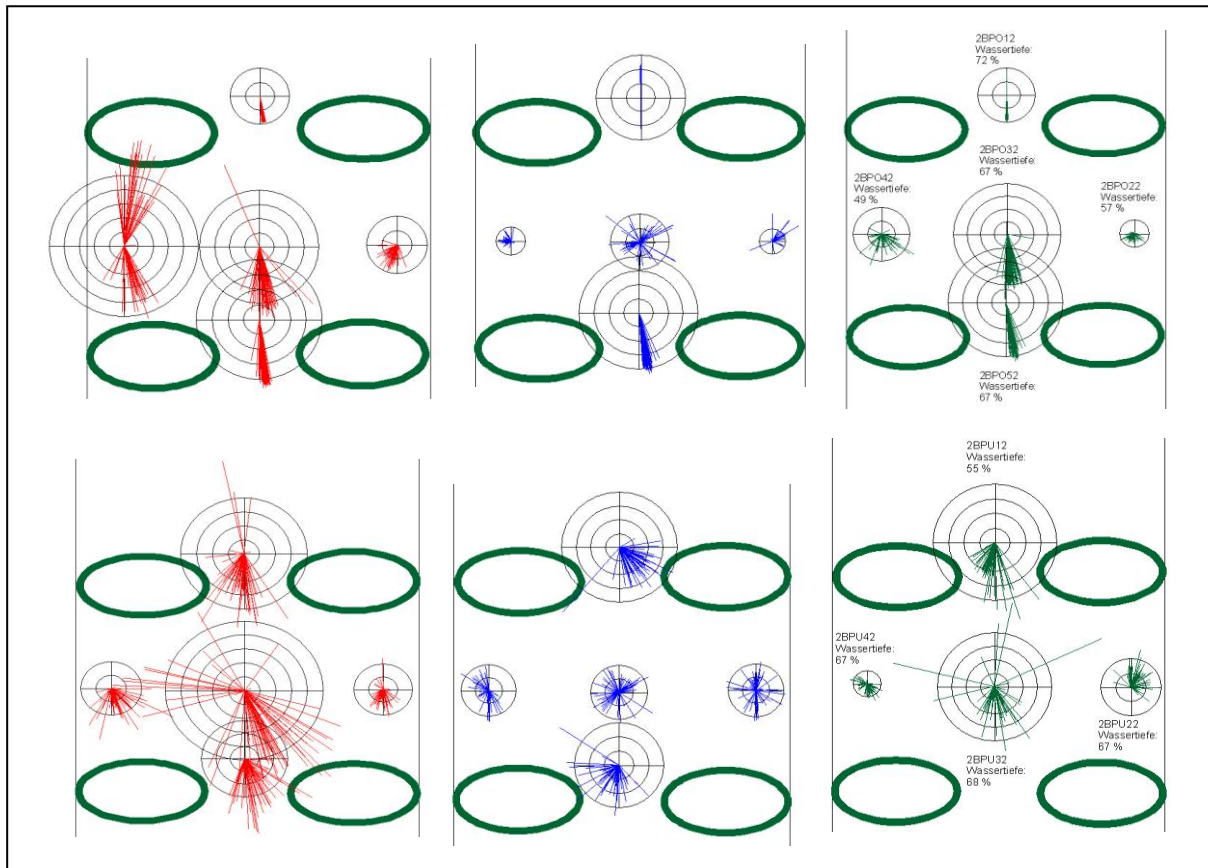 2BPO12
Wassertiefe:
72 %
2BPO32
Wassertiefe:
67 %
2BPO42
Wassertiefe:
49 %
2BPO22
Wassertiefe:
57 %
2BPO52
Wassertiefe:
67 %
2BPU12
Wassertiefe:
55 %
2BPU42
Wassertiefe:
67 %
2BPU22
Wassertiefe:
67 %
2BPU32
Wassertiefe:
68 %